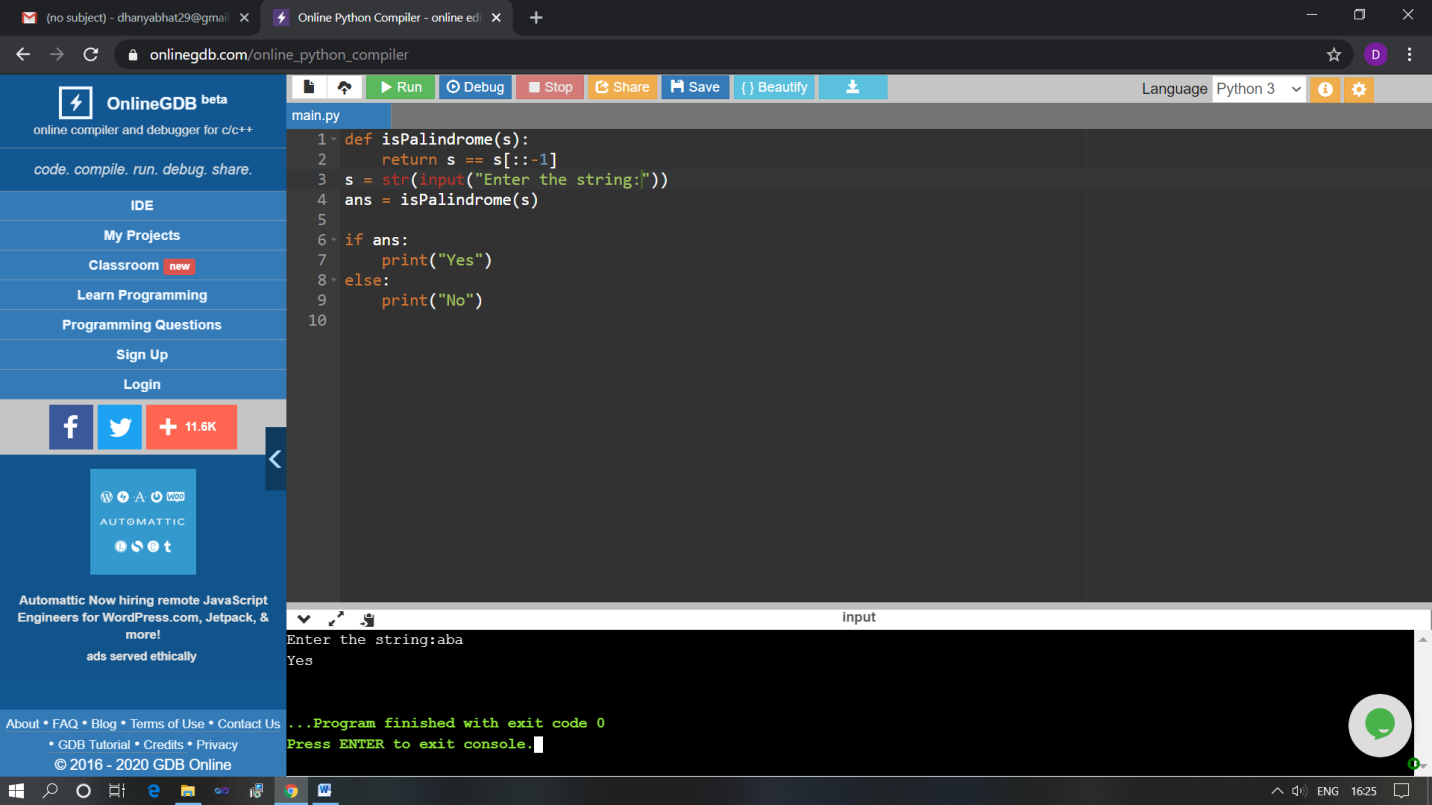 (no subject) - dhanyabhat29@gmai
Online Python Compiler - online edi
onlinegdb.com/online_python_compiler
D
OnlineGDB beta
online compiler and debugger for c/c++
code. compile. run. debug. share.
IDE
My Projects
Classroom new
Learn Programming
Programming Questions
Sign Up
Login
f
+ 11.6K
WOO
AUTOMATTIC
Automattic Now hiring remote JavaScript
Engineers for WordPress.com, Jetpack, &
more!
ads served ethically
About • FAQ • Blog • Terms of Use • Contact Us
• GDB Tutorial • Credits • Privacy
© 2016 - 2020 GDB Online
Run Debug Stop Share Save { } Beautify
Language Python 3
main.py
1 def isPalindrome(s):
2     return s == s[::-1]
3 s = str(input("Enter the string:"))
4 ans = isPalindrome(s)
5
6 if ans:
7     print("Yes")
8 else:
9     print("No")
10
input
Enter the string:aba
Yes
...Program finished with exit code 0
Press ENTER to exit console.
ENG 16:25